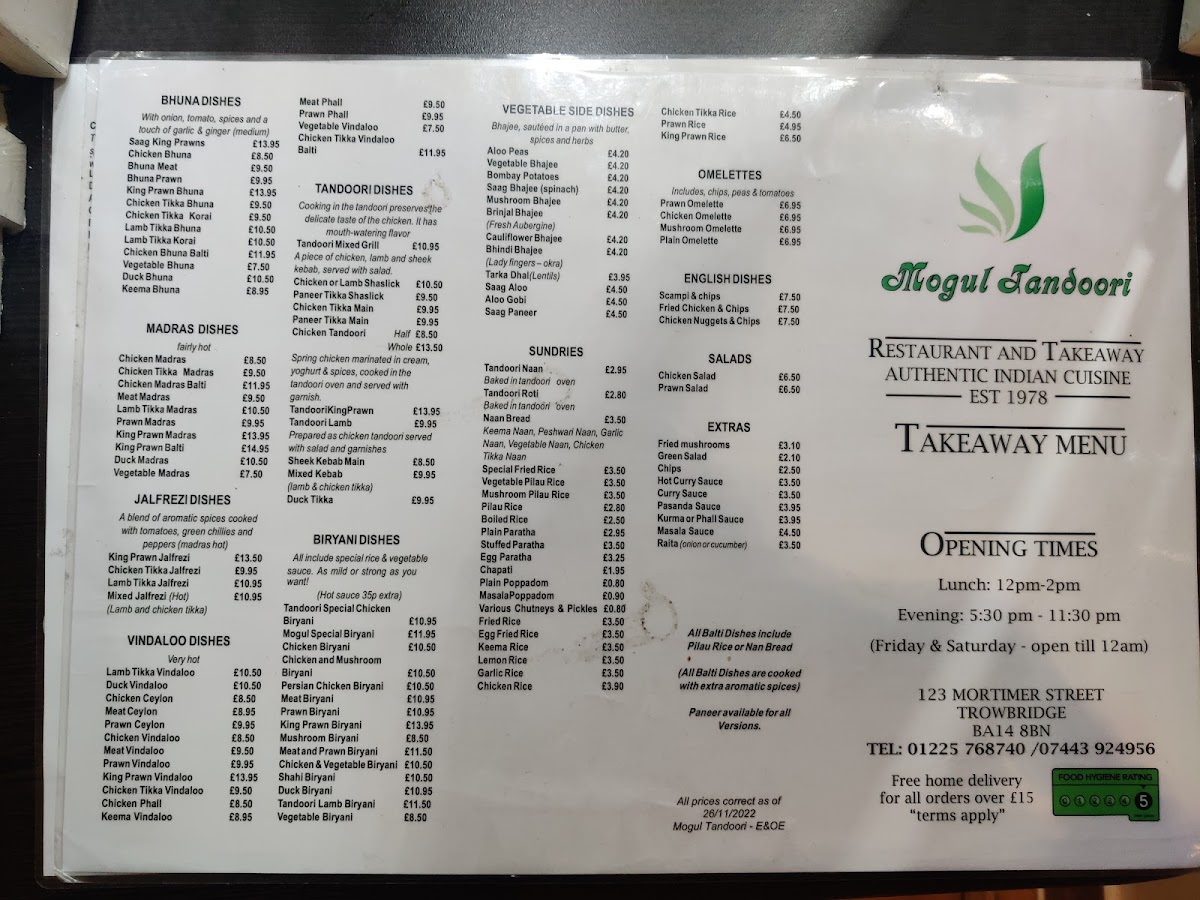 BHUNA DISHES
With onion, tomato, spices and a
touch of garlic & ginger (medium)
Saag King Prawns £13.95
Chicken Bhuna £8.50
Bhuna Meat £9.50
Bhuna Prawn £9.95
King Prawn Bhuna £13.95
Chicken Tikka Bhuna £9.50
Chicken Tikka Korai £9.50
Lamb Tikka Bhuna £10.50
Lamb Tikka Korai £10.50
Chicken Bhuna Balti £11.95
Vegetable Bhuna £7.50
Duck Bhuna £10.50
Keema Bhuna £8.95
MADRAS DISHES
fairly hot
Chicken Madras £8.50
Chicken Tikka Madras £9.50
Chicken Madras Balti £11.95
Meat Madras £9.50
Lamb Tikka Madras £10.50
Prawn Madras £9.95
King Prawn Madras £13.95
King Prawn Balti £14.95
Duck Madras £10.50
Vegetable Madras £7.50
JALFREZI DISHES
A blend of aromatic spices cooked
with tomatoes, green chillies and
peppers (madras hot)
King Prawn Jalfrezi £13.50
Chicken Tikka Jalfrezi £9.95
Lamb Tikka Jalfrezi £10.95
Mixed Jalfrezi (Hot) £10.95
(Lamb and chicken tikka)
VINDALOO DISHES
Very hot
Lamb Tikka Vindaloo £10.50
Duck Vindaloo £10.50
Chicken Ceylon £8.50
Meat Ceylon £8.95
Prawn Ceylon £9.95
Chicken Vindaloo £8.50
Meat Vindaloo £9.50
Prawn Vindaloo £9.95
King Prawn Vindaloo £13.95
Chicken Tikka Vindaloo £9.50
Chicken Phall £8.50
Keema Vindaloo £8.95
Meat Phall £9.50
Prawn Phall £9.95
Vegetable Vindaloo £7.50
Chicken Tikka Vindaloo
Balti £11.95
TANDOORI DISHES
Cooking in the tandoori preserves the
delicate taste of the chicken. It has
mouth-watering flavor
Tandoori Mixed Grill £10.95
A piece of chicken, lamb and sheek
kebab, served with salad.
Chicken or Lamb Shaslick £10.50
Paneer Tikka Shaslick £9.50
Chicken Tikka Main £9.95
Paneer Tikka Main £9.95
Chicken Tandoori Half £8.50
Whole £13.50
Spring chicken marinated in cream,
yoghurt & spices, cooked in the
tandoori oven and served with
garnish.
TandooriKingPrawn £13.95
Tandoori Lamb £9.95
Prepared as chicken tandoori served
with salad and garnishes
Sheek Kebab Main £8.50
Mixed Kebab £9.95
(lamb & chicken tikka)
Duck Tikka £9.95
BIRYANI DISHES
All include special rice & vegetable
sauce. As mild or strong as you
want!
(Hot sauce 35p extra)
Tandoori Special Chicken
Biryani £10.95
Mogul Special Biryani £11.95
Chicken Biryani £10.50
Chicken and Mushroom
Biryani £10.50
Persian Chicken Biryani £10.50
Meat Biryani £10.95
Prawn Biryani £10.95
King Prawn Biryani £13.95
Mushroom Biryani £8.50
Meat and Prawn Biryani £11.50
Chicken & Vegetable Biryani £10.50
Shahi Biryani £10.50
Duck Biryani £10.95
Tandoori Lamb Biryani £11.50
Vegetable Biryani £8.50
VEGETABLE SIDE DISHES
Bhajee, sautéed in a pan with butter,
spices and herbs
Aloo Peas £4.20
Vegetable Bhajee £4.20
Bombay Potatoes £4.20
Saag Bhajee (spinach) £4.20
Mushroom Bhajee £4.20
Brinjal Bhajee £4.20
(Fresh Aubergine)
Cauliflower Bhajee £4.20
Bhindi Bhajee £4.20
(Lady fingers – okra)
Tarka Dhal(Lentils) £3.95
Saag Aloo £4.50
Aloo Gobi £4.50
Saag Paneer £4.50
SUNDRIES
Tandoori Naan £2.95
Baked in tandoori oven
Tandoori Roti £2.80
Baked in tandoori oven
Naan Bread £3.50
Keema Naan, Peshwari Naan, Garlic
Naan, Vegetable Naan, Chicken
Tikka Naan
Special Fried Rice £3.50
Vegetable Pilau Rice £3.50
Mushroom Pilau Rice £3.50
Pilau Rice £2.80
Boiled Rice £2.50
Plain Paratha £2.95
Stuffed Paratha £3.50
Egg Paratha £3.25
Chapati £1.95
Plain Poppadom £0.80
MasalaPoppadom £0.90
Various Chutneys & Pickles £0.80
Fried Rice £3.50
Egg Fried Rice £3.50
Keema Rice £3.50
Lemon Rice £3.50
Garlic Rice £3.50
Chicken Rice £3.90
Chicken Tikka Rice £4.50
Prawn Rice £4.95
King Prawn Rice £6.50
OMELETTES
Includes, chips, peas & tomatoes
Prawn Omelette £6.95
Chicken Omelette £6.95
Mushroom Omelette £6.95
Plain Omelette £6.95
ENGLISH DISHES
Scampi & chips £7.50
Fried Chicken & Chips £7.50
Chicken Nuggets & Chips £7.50
SALADS
Chicken Salad £6.50
Prawn Salad £6.50
EXTRAS
Fried mushrooms £3.10
Green Salad £2.10
Chips £2.50
Hot Curry Sauce £3.50
Curry Sauce £3.50
Pasanda Sauce £3.95
Kurma or Phall Sauce £3.95
Masala Sauce £4.50
Raita (onion or cucumber) £3.50
All Balti Dishes include
Pilau Rice or Nan Bread
(All Balti Dishes are cooked
with extra aromatic spices)
Paneer available for all
Versions.
All prices correct as of
26/11/2022
Mogul Tandoori - E&OE
Mogul Tandoori
RESTAURANT AND TAKEAWAY
AUTHENTIC INDIAN CUISINE
EST 1978
TAKEAWAY MENU
OPENING TIMES
Lunch: 12pm-2pm
Evening: 5:30 pm - 11:30 pm
(Friday & Saturday - open till 12am)
123 MORTIMER STREET
TROWBRIDGE
BA14 8BN
TEL: 01225 768740 /07443 924956
Free home delivery
for all orders over £15
"terms apply"
FOOD HYGIENE RATING
0 1 2 3 4 5